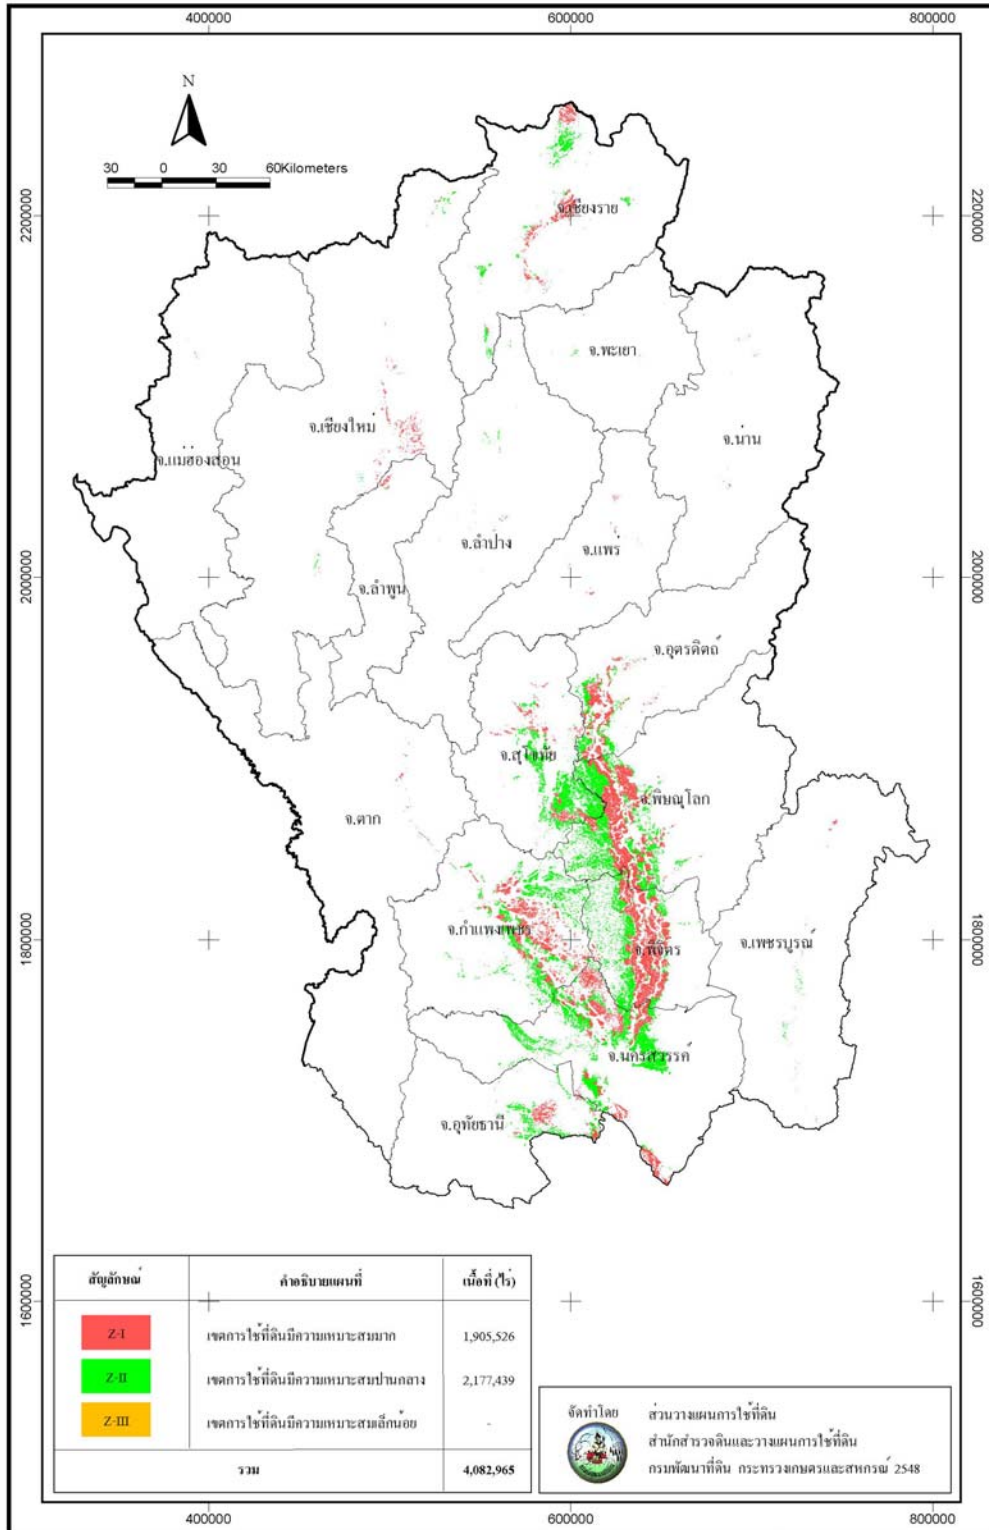 400000 600000 800000
N
30 0 30 60Kilometers
2200000 2200000
จ.เชียงราย
จ.พะเยา
จ.เชียงใหม่
จ.น่าน
จ.แม่ฮ่องสอน
จ.ลำปาง
จ.แพร่
2000000 2000000
จ.ลำพูน
จ.อุตรดิตถ์
จ.สุโขทัย
จ.พิษณุโลก
จ.ตาก
จ.กำแพงเพชร
1800000 1800000
จ.พิจิตร
จ.เพชรบูรณ์
จ.นครสวรรค์
จ.อุทัยธานี
1600000 1600000
สัญลักษณ์ คำอธิบายแผนที่ เนื้อที่ (ไร่)
Z-I เขตการใช้ที่ดินมีความเหมาะสมมาก 1,905,526
Z-II เขตการใช้ที่ดินมีความเหมาะสมปานกลาง 2,177,439
Z-III เขตการใช้ที่ดินมีความเหมาะสมเล็กน้อย -
รวม 4,082,965
จัดทำโดย ส่วนวางแผนการใช้ที่ดิน
สำนักสำรวจดินและวางแผนการใช้ที่ดิน
กรมพัฒนาที่ดิน กระทรวงเกษตรและสหกรณ์ 2548
400000 600000 800000